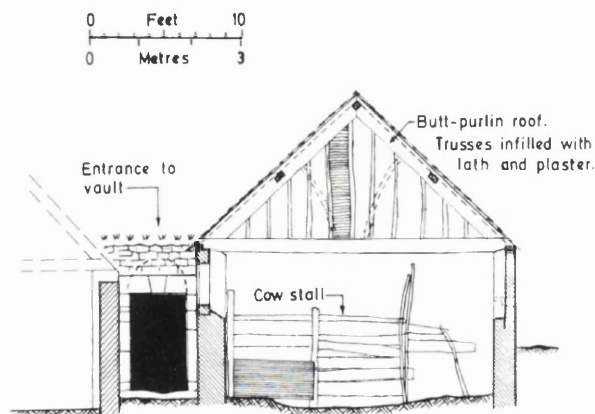 0 Feet 10
0 Metres 3
Butt-purlin roof.
Trusses infilled with
lath and plaster.
Entrance to
vault
Cow stall